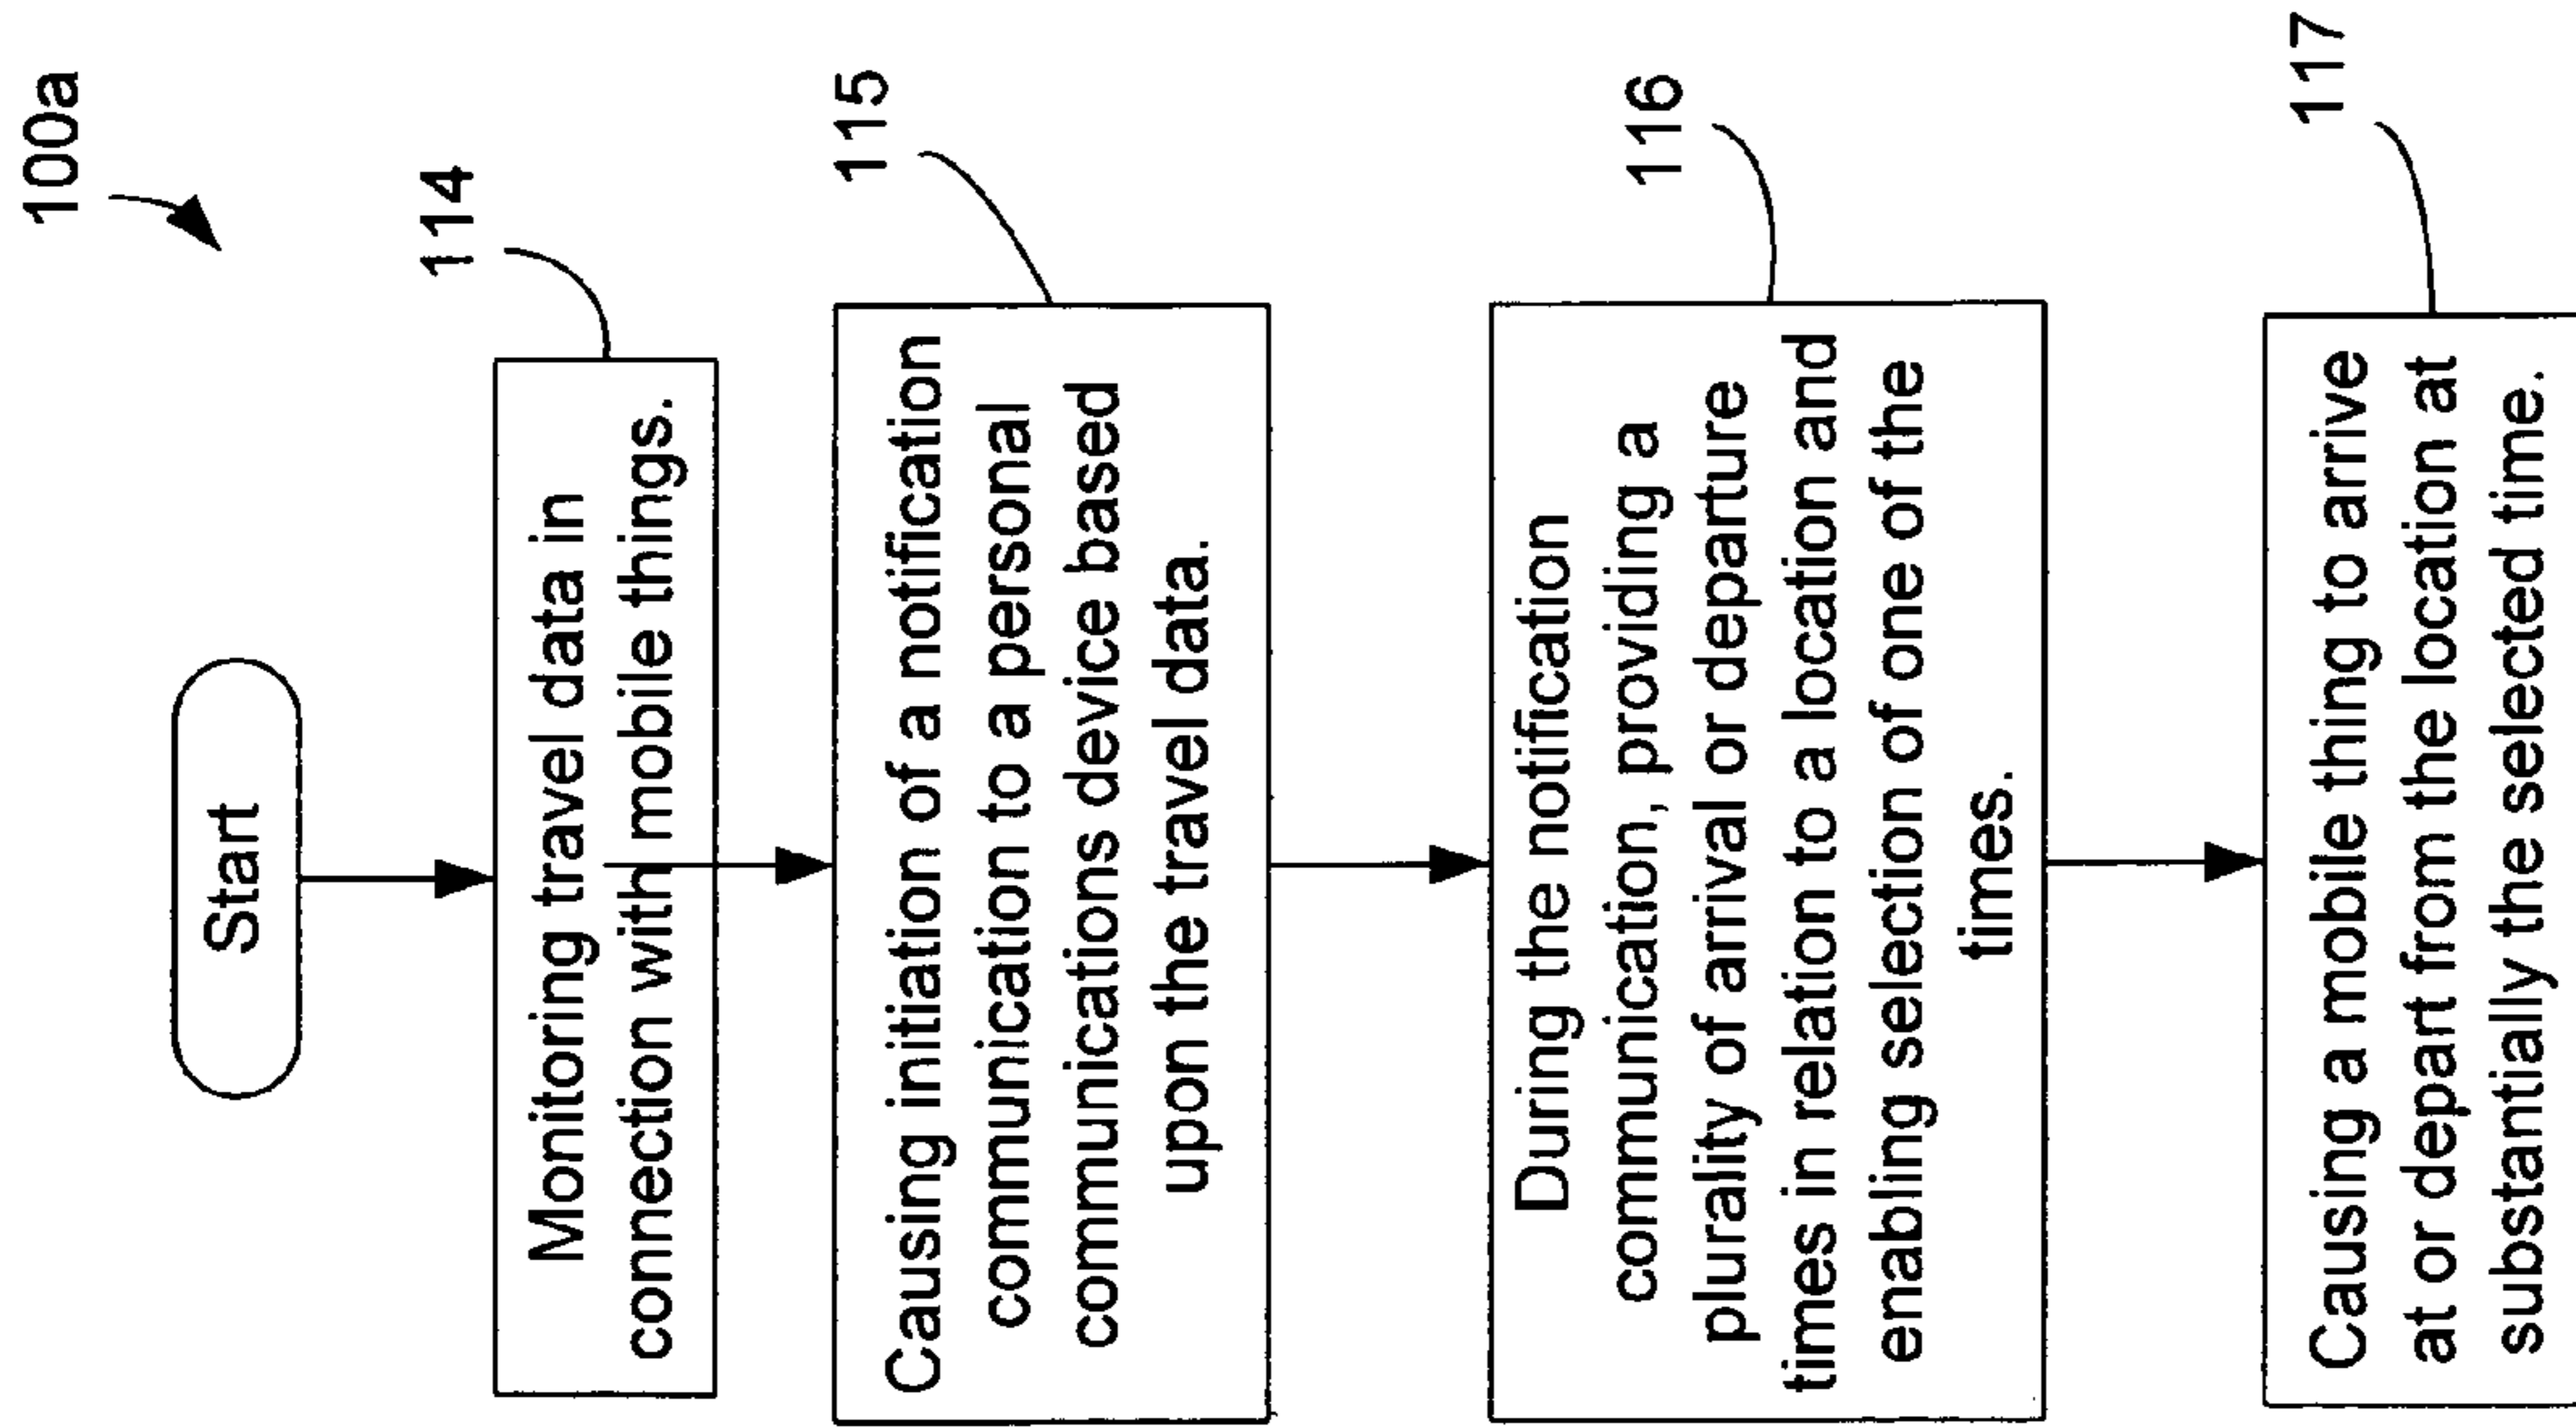 100a
Start
114
Monitoring travel data in
connection with mobile things.
115
Causing initiation of a notification
communication to a personal
communications device based
upon the travel data.
116
During the notification
communication, providing a
plurality of arrival or departure
times in relation to a location and
enabling selection of one of the
times.
117
Causing a mobile thing to arrive
at or depart from the location at
substantially the selected time.